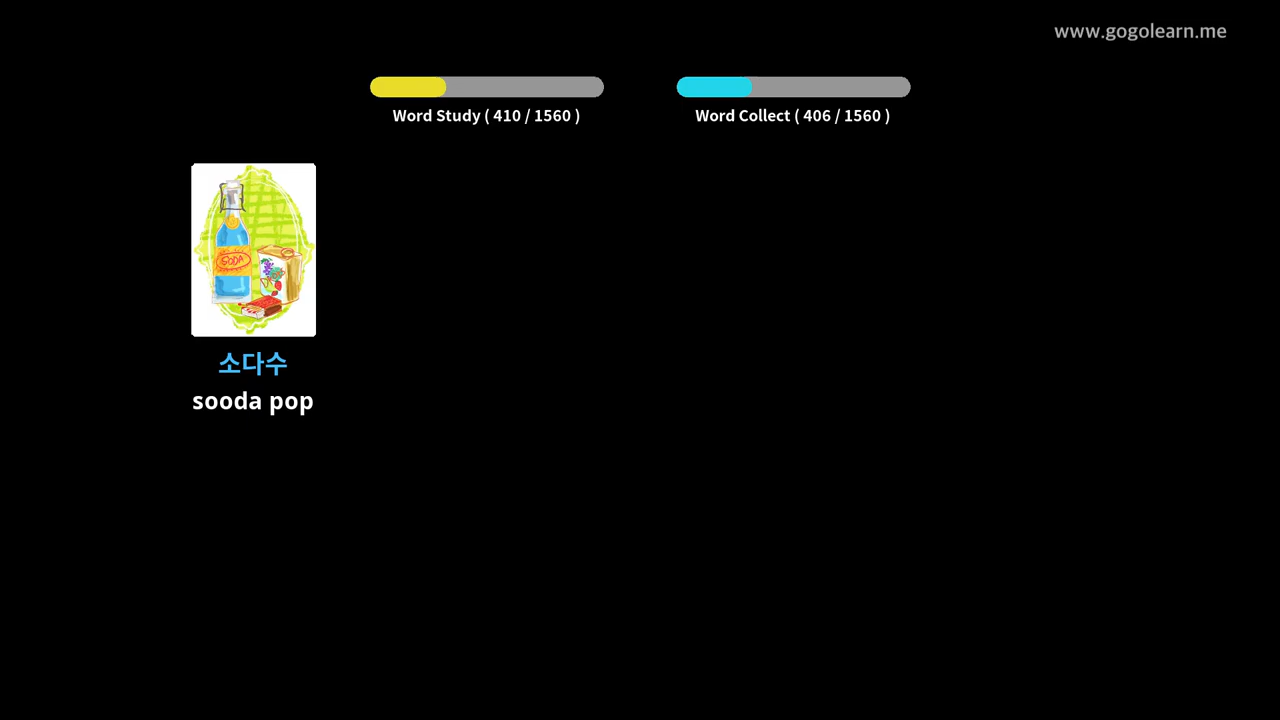 www.gogolearn.me
Word Study ( 410 / 1560 )
Word Collect ( 406 / 1560 )
SODA
소다수
sooda pop